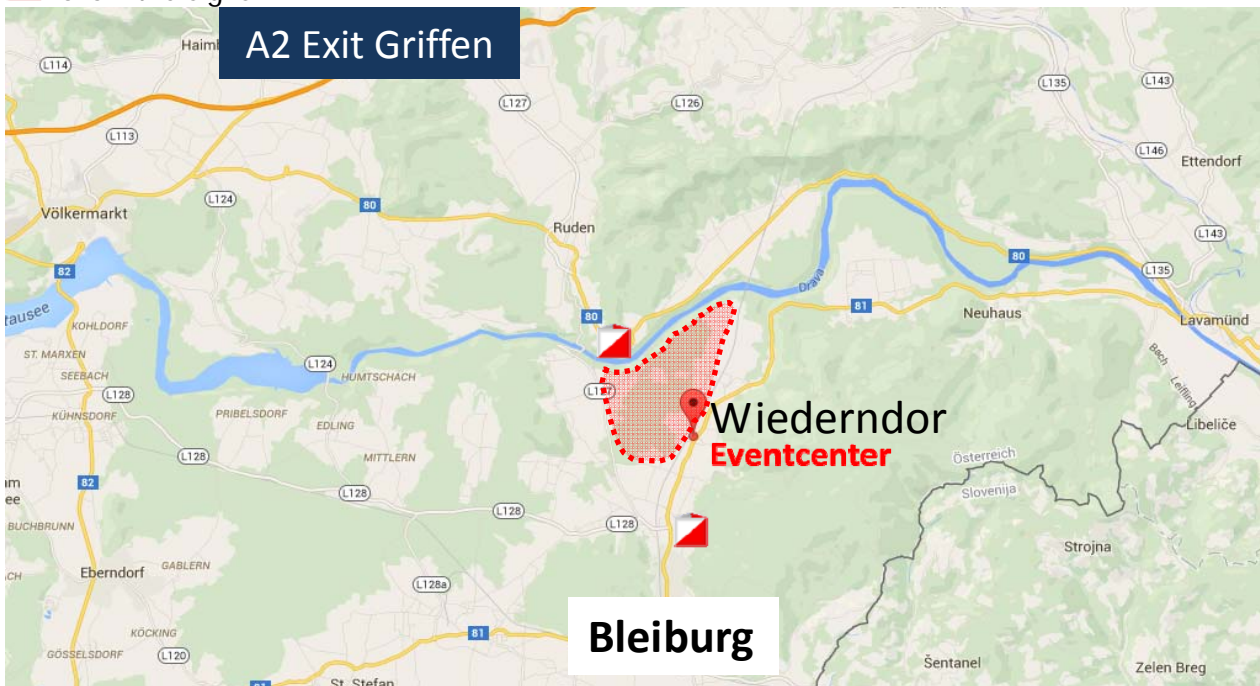 A2 Exit Griffen
L114
L113
L127
L126
L135
L143
L146
Ettendorf
L124
80
Völkermarkt
Ruden
L143
82
80
L135
Drava
81
Neuhaus
Lavamünd
KOHLDORF
80
ST. MARXEN
SEEBACH
L124
HUMTSCHACH
Bach
Leifling
L128
KÜHNSDORF
PRIBELSDORF
EDLING
Wiederndor
Eventcenter
Libeliče
MITTLERN
L128
Österreich
Slovenija
82
L128
L128
L128
BUCHBRUNN
Strojna
Eberndorf
GABLERN
L128a
Bleiburg
KÖCKING
81
GÖSSELSDORF
L120
Šentanel
Zelen Breg
81
St. Stefan